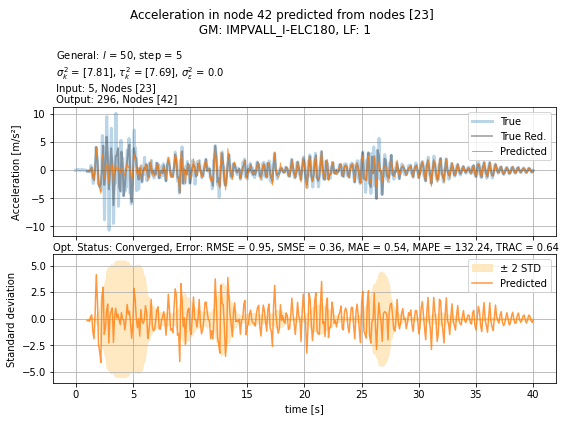 Acceleration in node 42 predicted from nodes [23]
GM: IMPVALL_I-ELC180, LF: 1
General: l = 50, step = 5
σ²ₖ = [7.81], τ²ₖ = [7.69], σ²ε = 0.0
Input: 5, Nodes [23]
Output: 296, Nodes [42]
10
5
0
−5
−10
Acceleration [m/s²]
True
True Red.
Predicted
Opt. Status: Converged, Error: RMSE = 0.95, SMSE = 0.36, MAE = 0.54, MAPE = 132.24, TRAC = 0.64
5.0
2.5
0.0
−2.5
−5.0
Standard deviation
± 2 STD
Predicted
0 5 10 15 20 25 30 35 40
time [s]